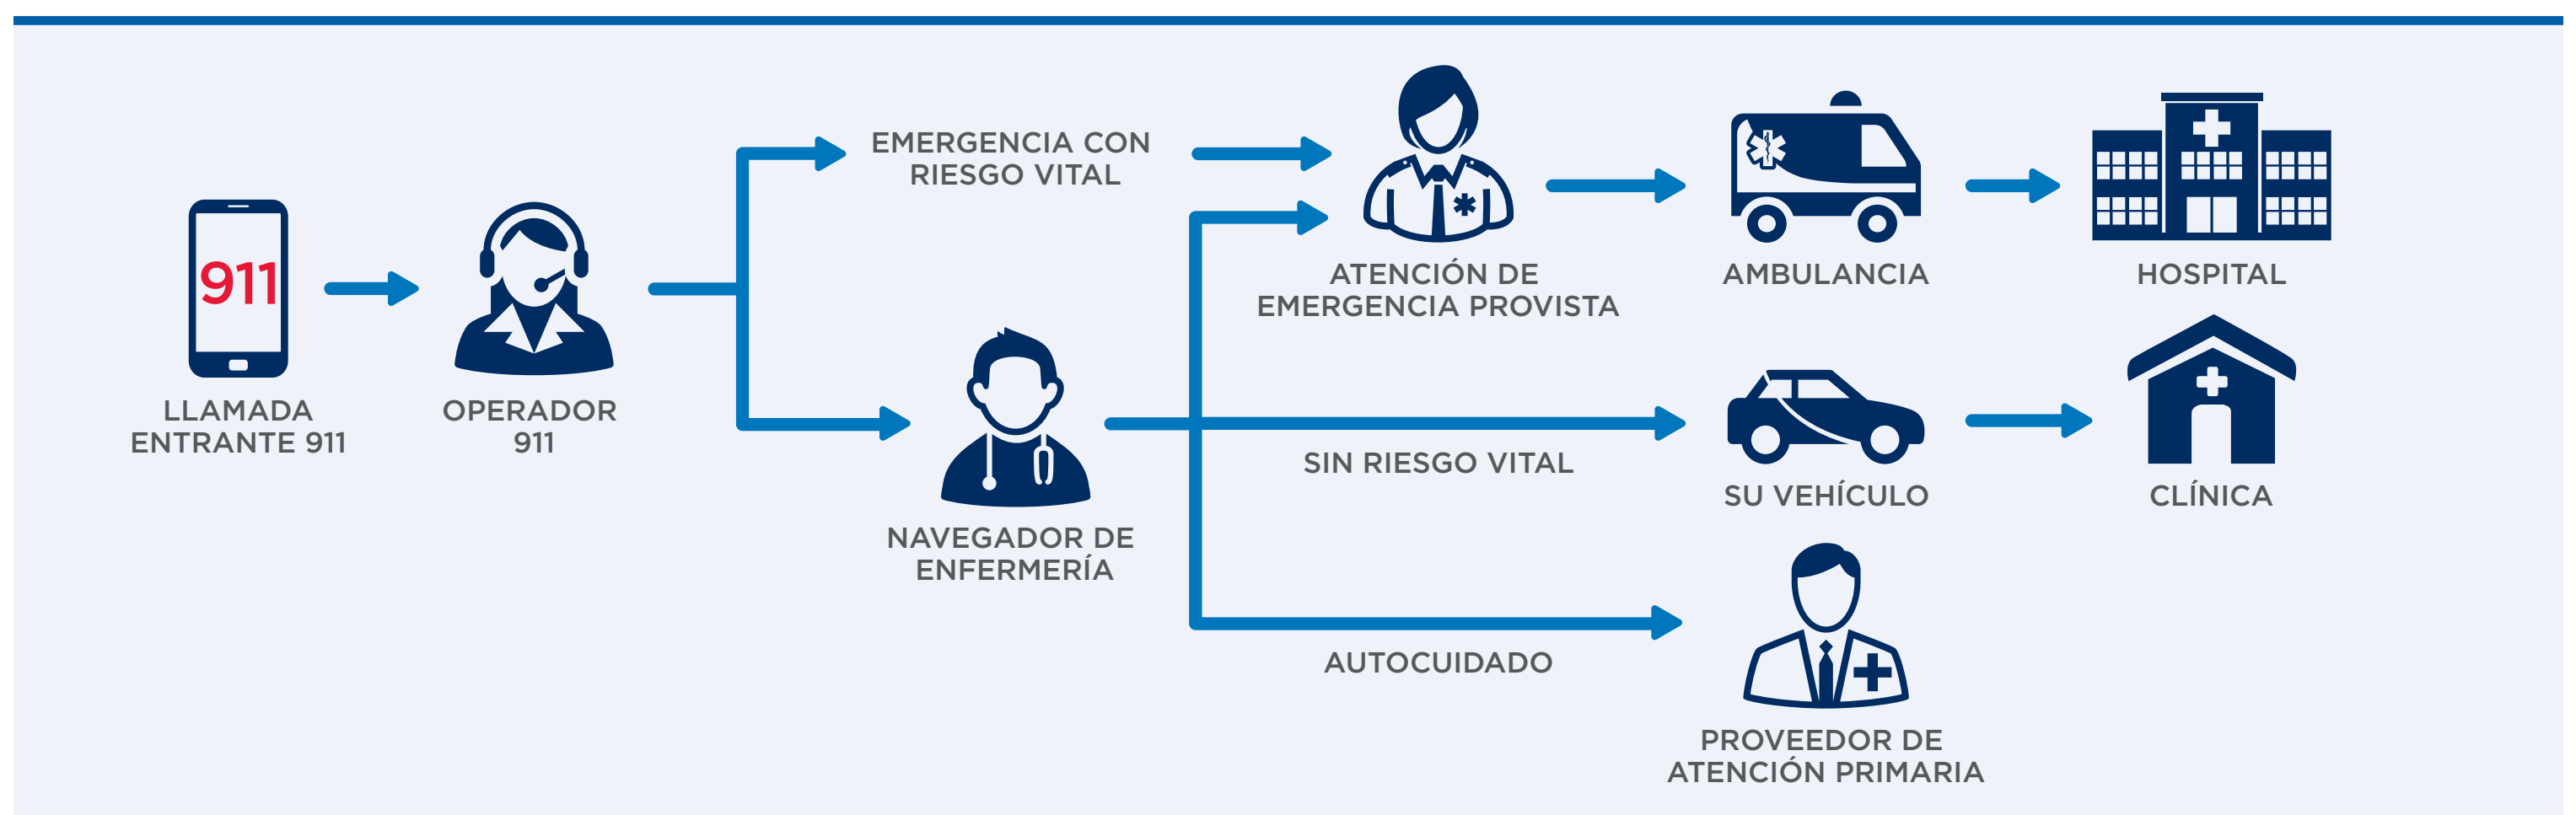 911
LLAMADA
ENTRANTE 911
OPERADOR
911
EMERGENCIA CON
RIESGO VITAL
NAVEGADOR DE
ENFERMERÍA
ATENCIÓN DE
EMERGENCIA PROVISTA
AMBULANCIA
HOSPITAL
SIN RIESGO VITAL
SU VEHÍCULO
CLÍNICA
AUTOCUIDADO
PROVEEDOR DE
ATENCIÓN PRIMARIA